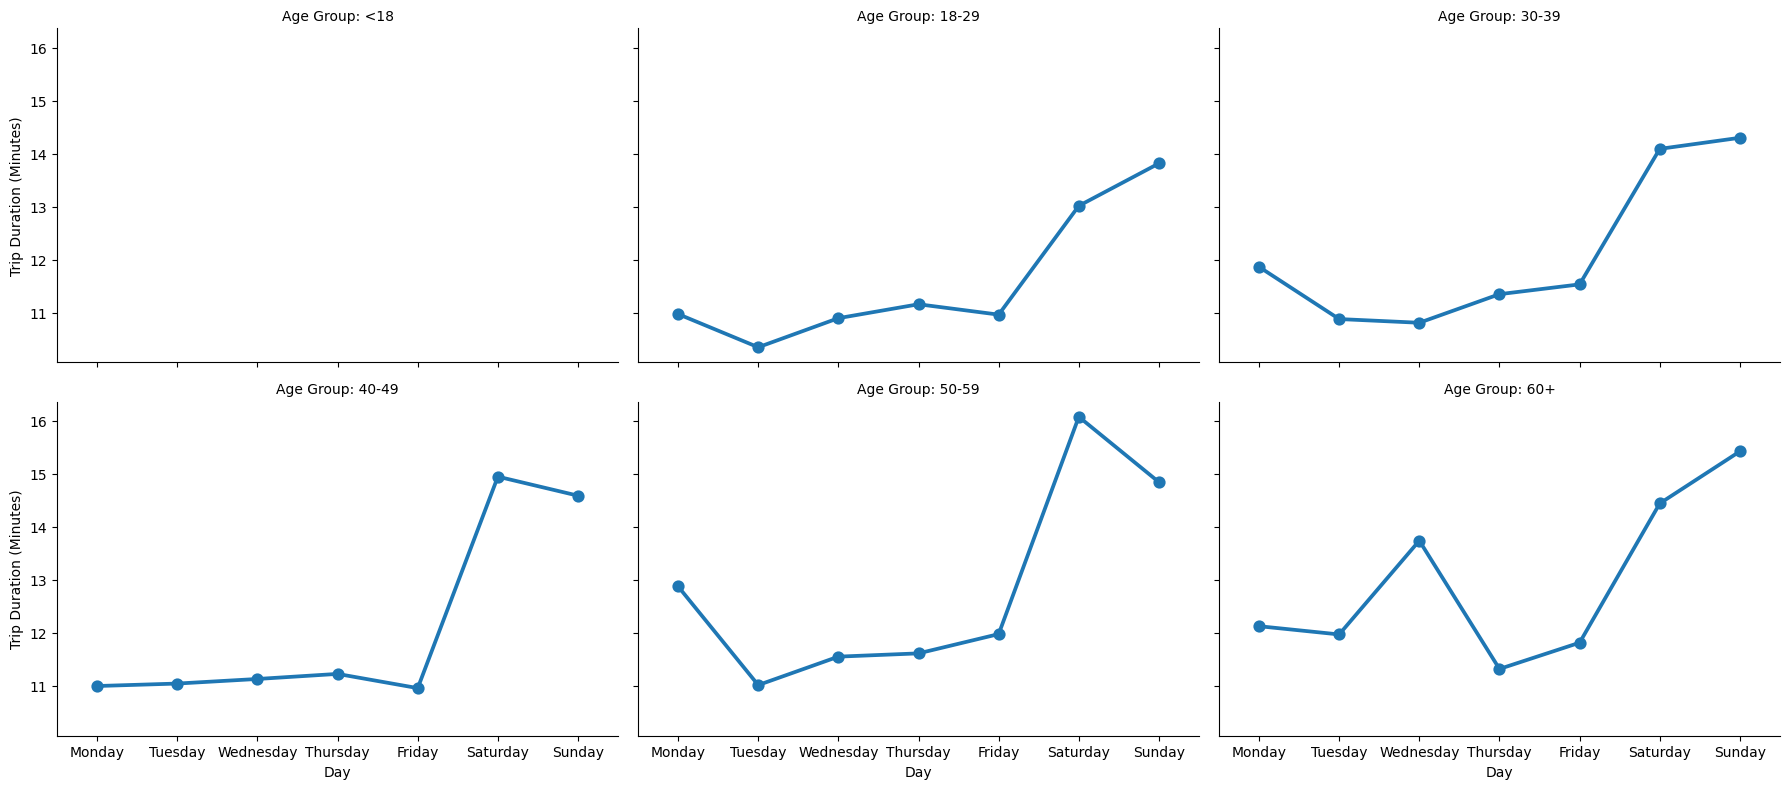 Age Group: <18
Age Group: 18-29
Age Group: 30-39
16
15
14
13
12
11
Trip Duration (Minutes)
Age Group: 40-49
Age Group: 50-59
Age Group: 60+
16
15
14
13
12
11
Trip Duration (Minutes)
Monday Tuesday Wednesday Thursday Friday Saturday Sunday
Monday Tuesday Wednesday Thursday Friday Saturday Sunday
Monday Tuesday Wednesday Thursday Friday Saturday Sunday
Day
Day
Day